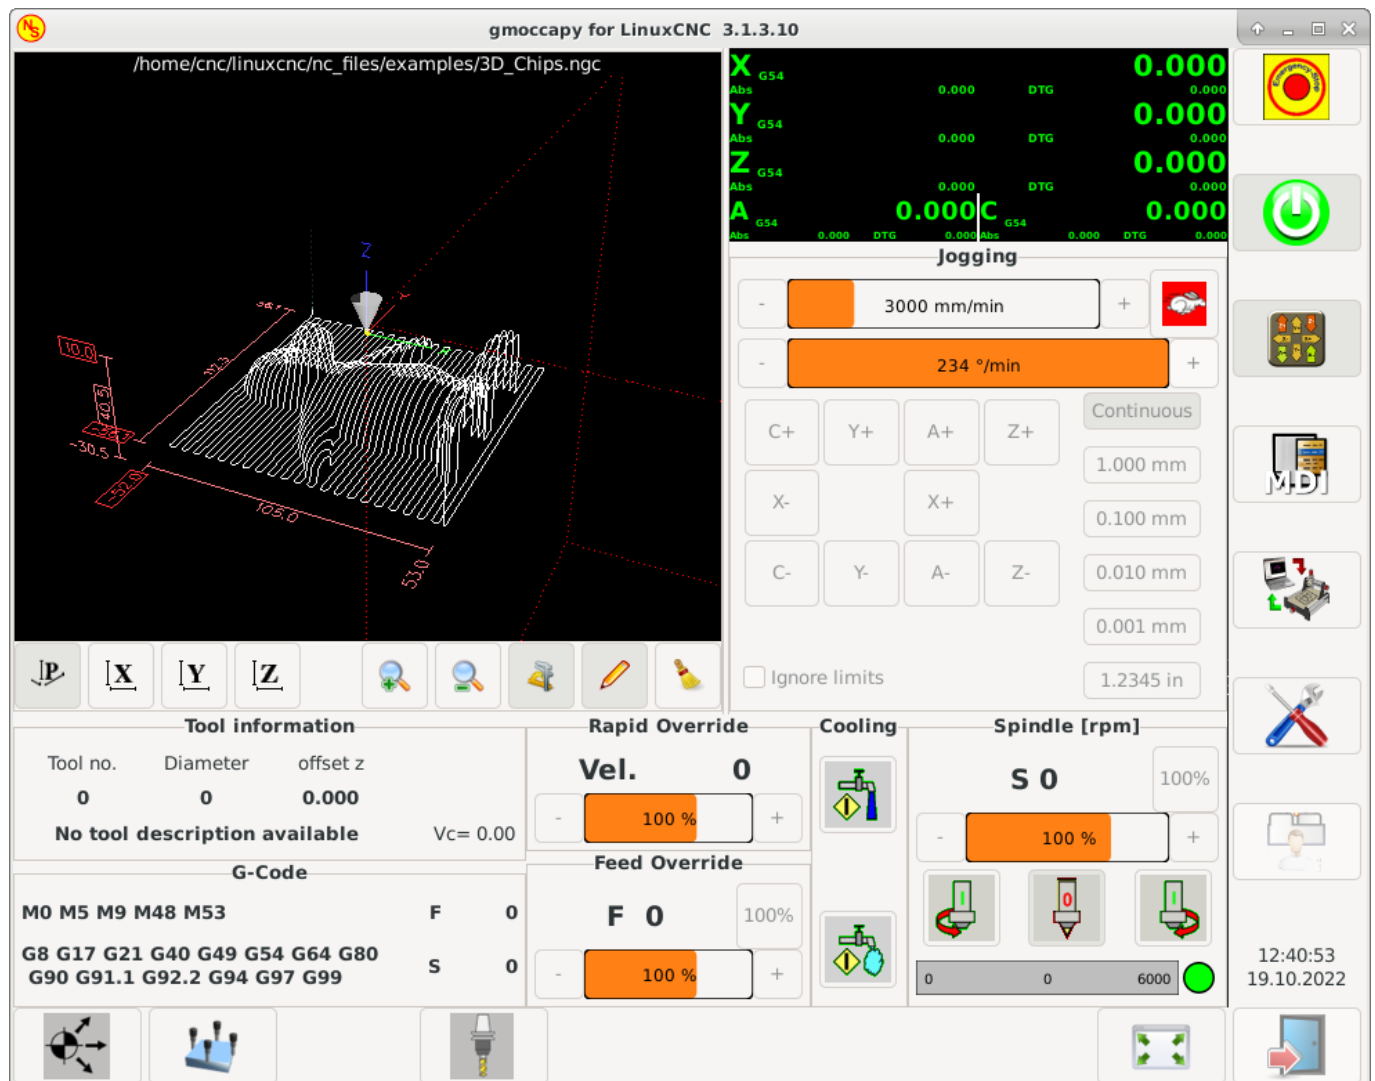 gmoccapy for LinuxCNC 3.1.3.10
/home/cnc/linuxcnc/nc_files/examples/3D_Chips.ngc
X G54 0.000
Abs 0.000 DTG 0.000
Y G54 0.000
Abs 0.000 DTG 0.000
Z G54 0.000
Abs 0.000 DTG 0.000
A G54 0.000 C G54 0.000
Abs 0.000 DTG 0.000 Abs 0.000 DTG 0.000
Emergency-Stop
Z
10.0
40.5
-30.5
-52.0
105.0
53.0
Jogging
- 3000 mm/min +
- 234 °/min +
C+ Y+ A+ Z+
X- X+
C- Y- A- Z-
Continuous
1.000 mm
0.100 mm
0.010 mm
0.001 mm
1.2345 in
Ignore limits
MDI
P X Y Z
Tool information
Tool no. Diameter offset z
0 0 0.000
No tool description available Vc= 0.00
G-Code
M0 M5 M9 M48 M53 F 0
G8 G17 G21 G40 G49 G54 G64 G80
G90 G91.1 G92.2 G94 G97 G99
S 0
Rapid Override
Vel. 0
- 100 % +
Feed Override
F 0 100%
- 100 % +
Cooling
Spindle [rpm]
S 0 100%
- 100 % +
I 0 I
0 0 6000
12:40:53
19.10.2022